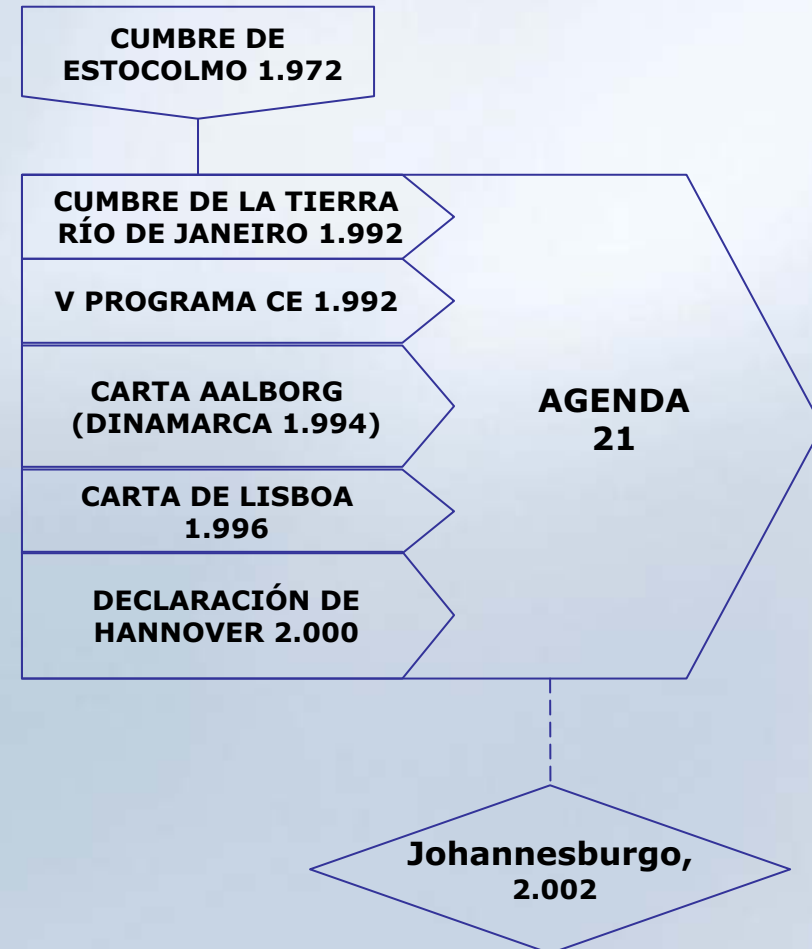 CUMBRE DE
ESTOCOLMO 1.972
CUMBRE DE LA TIERRA
RÍO DE JANEIRO 1.992
V PROGRAMA CE 1.992
CARTA AALBORG
(DINAMARCA 1.994)
CARTA DE LISBOA
1.996
DECLARACIÓN DE
HANNOVER 2.000
AGENDA
21
Johannesburgo,
2.002